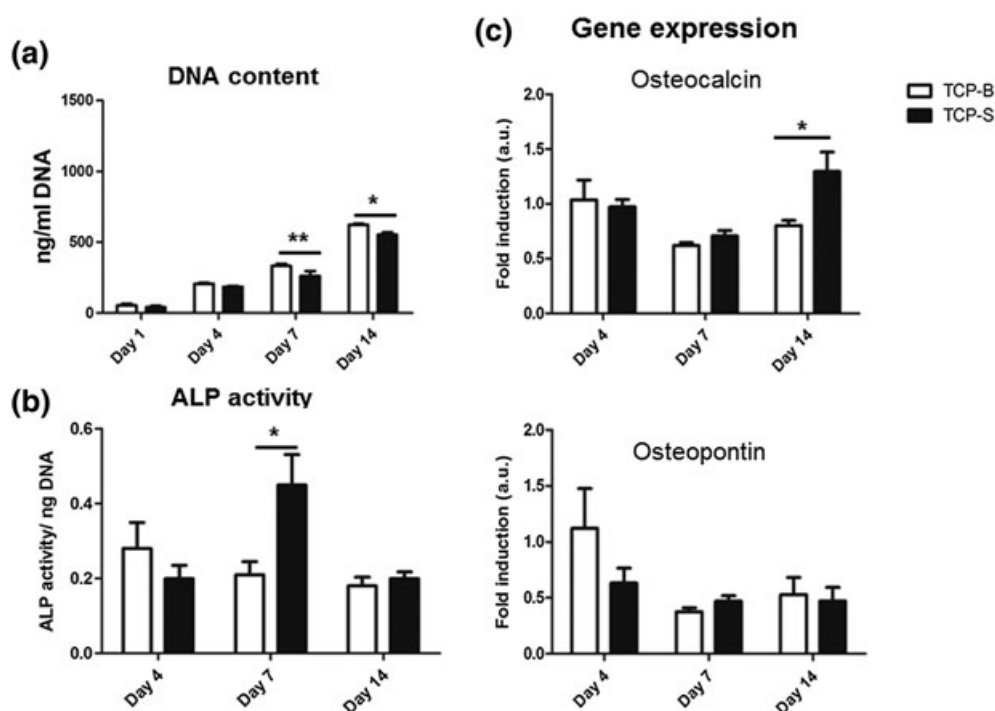 (a)
DNA content
1500
1000
500
0
ng/ml DNA
**
*
Day 1
Day 4
Day 7
Day 14
(b)
ALP activity
0.6
0.4
0.2
0.0
ALP activity/ ng DNA
*
Day 4
Day 7
Day 14
(c)
Gene expression
Osteocalcin
TCP-B
TCP-S
2.0
1.5
1.0
0.5
0.0
Fold induction (a.u.)
*
Day 4
Day 7
Day 14
Osteopontin
2.0
1.5
1.0
0.5
0.0
Fold induction (a.u.)
Day 4
Day 7
Day 14